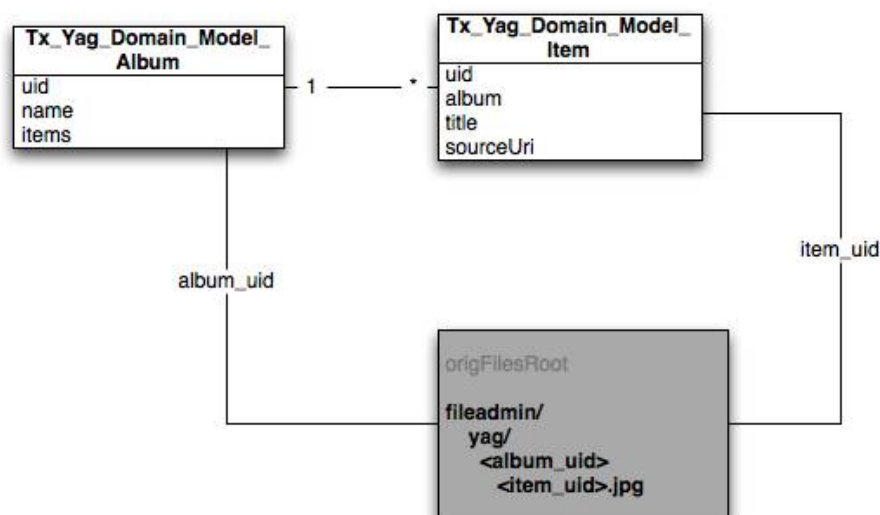 Tx_Yag_Domain_Model_
Album
uid
name
items
1
*
Tx_Yag_Domain_Model_
Item
uid
album
title
sourceUri
album_uid
item_uid
origFilesRoot
fileadmin/
yag/
<album_uid>
<item_uid>.jpg